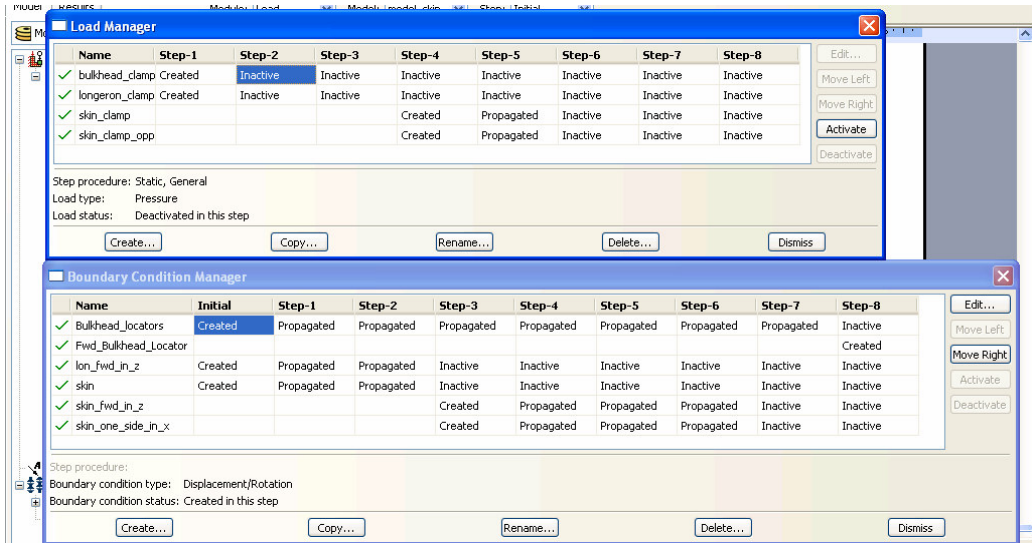 Model Results Module: Load Model: model_skin Step: Initial
Load Manager
Name Step-1 Step-2 Step-3 Step-4 Step-5 Step-6 Step-7 Step-8 Edit...
bulkhead_clamp Created Inactive Inactive Inactive Inactive Inactive Inactive Inactive Move Left
longeron_clamp Created Inactive Inactive Inactive Inactive Inactive Inactive Inactive Move Right
skin_clamp Created Propagated Inactive Inactive Inactive Activate
skin_clamp_opp Created Propagated Inactive Inactive Inactive Deactivate
Step procedure: Static, General
Load type: Pressure
Load status: Deactivated in this step
Create... Copy... Rename... Delete... Dismiss
Boundary Condition Manager
Name Initial Step-1 Step-2 Step-3 Step-4 Step-5 Step-6 Step-7 Step-8 Edit...
Bulkhead_locators Created Propagated Propagated Propagated Propagated Propagated Propagated Propagated Inactive Move Left
Fwd_Bulkhead_Locator Created Move Right
lon_fwd_in_z Created Propagated Propagated Inactive Inactive Inactive Inactive Inactive Inactive Activate
skin Created Propagated Propagated Inactive Inactive Inactive Inactive Inactive Inactive Deactivate
skin_fwd_in_z Created Propagated Propagated Propagated Inactive Inactive
skin_one_side_in_x Created Propagated Propagated Propagated Inactive Inactive
Step procedure:
Boundary condition type: Displacement/Rotation
Boundary condition status: Created in this step
Create... Copy... Rename... Delete... Dismiss